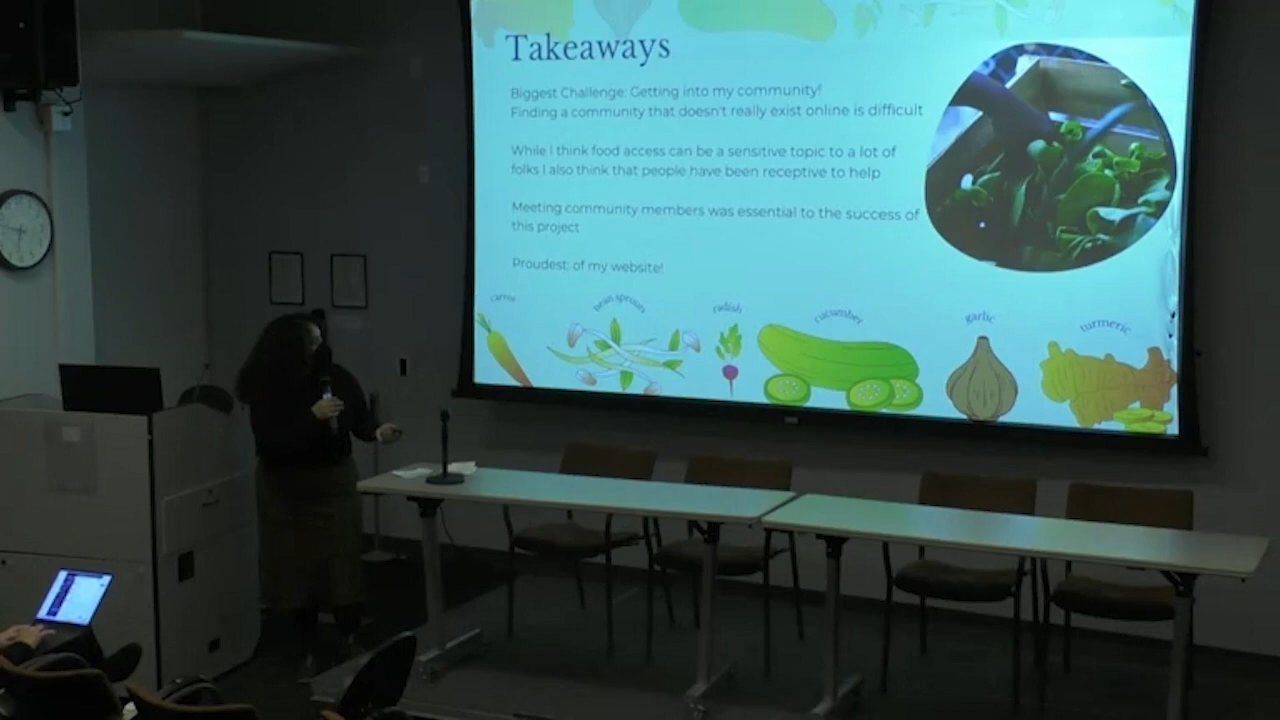 Takeaways
Biggest Challenge: Getting into my community!
Finding a community that doesn't really exist online is difficult
While I think food access can be a sensitive topic to a lot of
folks I also think that people have been receptive to help
Meeting community members was essential to the success of
this project
Proudest: of my website!
carrot
bean sprouts
radish
cucumber
garlic
turmeric